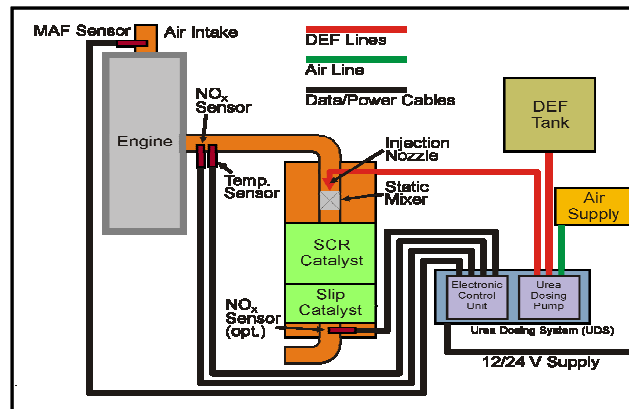 MAF Sensor
Air Intake
DEF Lines
Air Line
Data/Power Cables
NOx
Sensor
Engine
Temp.
Sensor
Injection
Nozzle
Static
Mixer
DEF
Tank
Air
Supply
SCR
Catalyst
Slip
Catalyst
NOx
Sensor
(opt.)
Electronic
Control
Unit
Urea
Dosing
Pump
Urea Dosing System (UDS)
12/24 V Supply